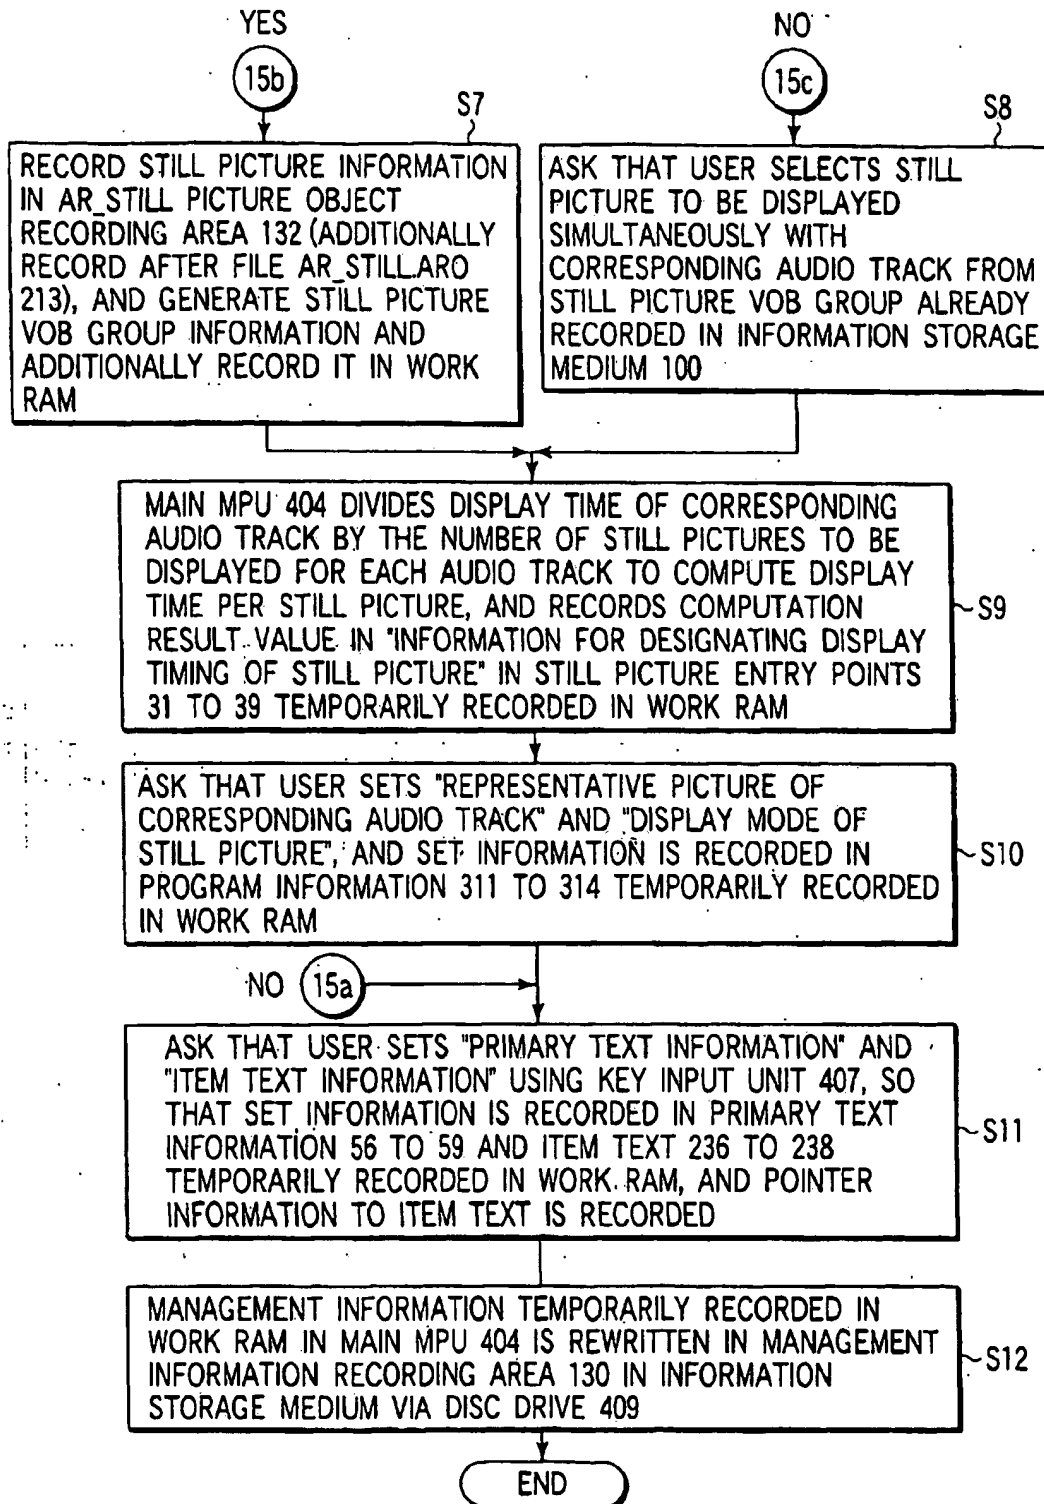 YES
15b
S7
RECORD STILL PICTURE INFORMATION
IN AR_STILL PICTURE OBJECT
RECORDING AREA 132 (ADDITIONALLY
RECORD AFTER FILE AR_STILL.ARO
213), AND GENERATE STILL PICTURE
VOB GROUP INFORMATION AND
ADDITIONALLY RECORD IT IN WORK
RAM
NO
15c
S8
ASK THAT USER SELECTS STILL
PICTURE TO BE DISPLAYED
SIMULTANEOUSLY WITH
CORRESPONDING AUDIO TRACK FROM
STILL PICTURE VOB GROUP ALREADY
RECORDED IN INFORMATION STORAGE
MEDIUM 100
MAIN MPU 404 DIVIDES DISPLAY TIME OF CORRESPONDING
AUDIO TRACK BY THE NUMBER OF STILL PICTURES TO BE
DISPLAYED FOR EACH AUDIO TRACK TO COMPUTE DISPLAY
TIME PER STILL PICTURE, AND RECORDS COMPUTATION
RESULT VALUE IN "INFORMATION FOR DESIGNATING DISPLAY
TIMING OF STILL PICTURE" IN STILL PICTURE ENTRY POINTS
31 TO 39 TEMPORARILY RECORDED IN WORK RAM
S9
ASK THAT USER SETS "REPRESENTATIVE PICTURE OF
CORRESPONDING AUDIO TRACK" AND "DISPLAY MODE OF
STILL PICTURE", AND SET INFORMATION IS RECORDED IN
PROGRAM INFORMATION 311 TO 314 TEMPORARILY RECORDED
IN WORK RAM
S10
NO 15a
ASK THAT USER SETS "PRIMARY TEXT INFORMATION" AND
"ITEM TEXT INFORMATION" USING KEY INPUT UNIT 407, SO
THAT SET INFORMATION IS RECORDED IN PRIMARY TEXT
INFORMATION 56 TO 59 AND ITEM TEXT 236 TO 238
TEMPORARILY RECORDED IN WORK RAM, AND POINTER
INFORMATION TO ITEM TEXT IS RECORDED
S11
MANAGEMENT INFORMATION TEMPORARILY RECORDED IN
WORK RAM IN MAIN MPU 404 IS REWRITTEN IN MANAGEMENT
INFORMATION RECORDING AREA 130 IN INFORMATION
STORAGE MEDIUM VIA DISC DRIVE 409
S12
END